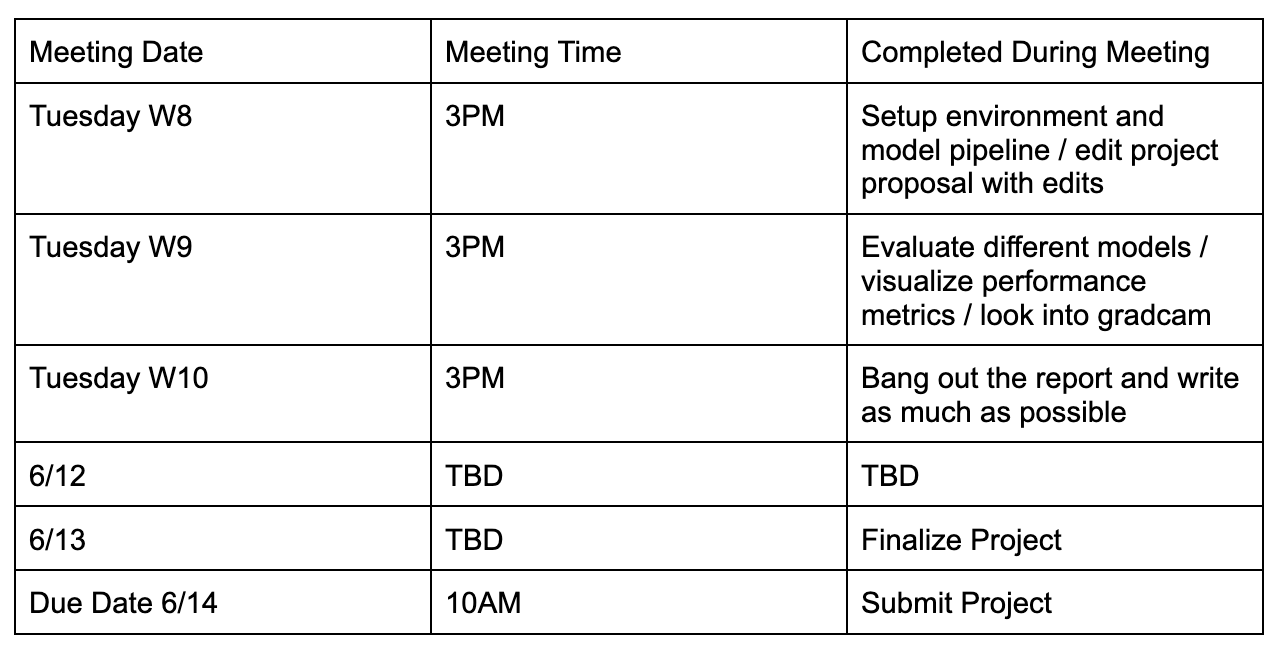 Meeting Date Meeting Time Completed During Meeting
Tuesday W8 3PM Setup environment and
model pipeline / edit project
proposal with edits
Tuesday W9 3PM Evaluate different models /
visualize performance
metrics / look into gradcam
Tuesday W10 3PM Bang out the report and write
as much as possible
6/12 TBD TBD
6/13 TBD Finalize Project
Due Date 6/14 10AM Submit Project